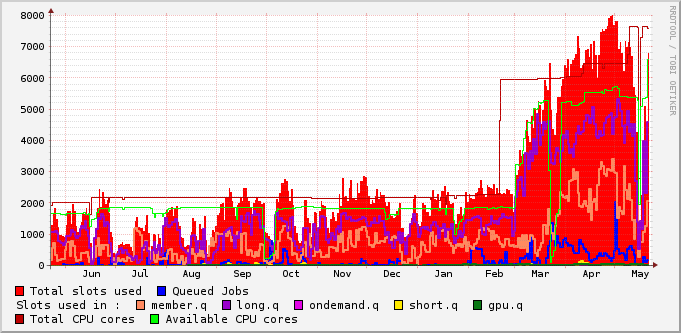 8000
7000
6000
5000
4000
3000
2000
1000
0
Jun Jul Aug Sep Oct Nov Dec Jan Feb Mar Apr May
RRDTOOL / TOBI OETIKER
Total slots used Queued Jobs
Slots used in : member.q long.q ondemand.q short.q gpu.q
Total CPU cores Available CPU cores